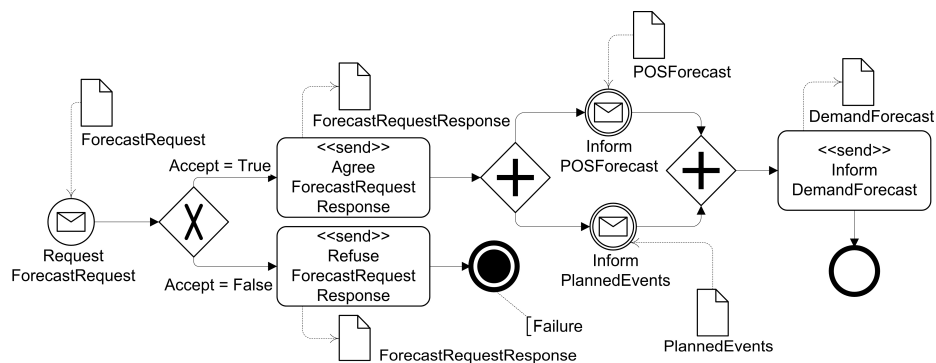 POSForecast
ForecastRequest
ForecastRequestResponse
DemandForecast
Accept = True
<<send>>
Agree
ForecastRequest
Response
Inform
POSForecast
<<send>>
Inform
DemandForecast
X
Request
ForecastRequest
Accept = False
<<send>>
Refuse
ForecastRequest
Response
Inform
PlannedEvents
Failure
PlannedEvents
ForecastRequestResponse